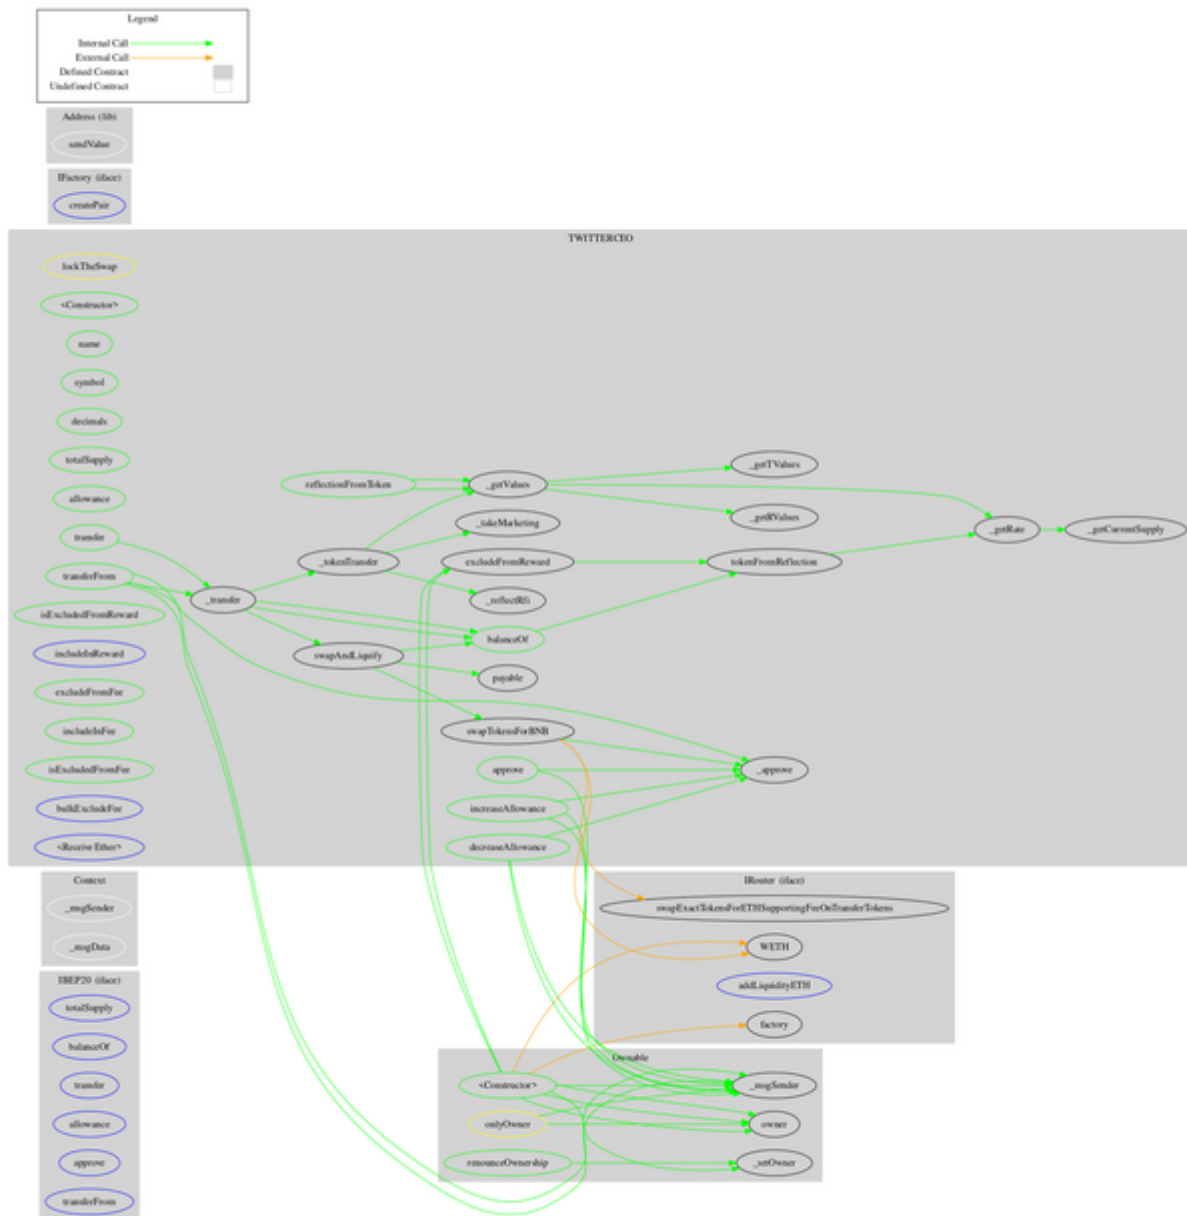 Legend
Internal Call
External Call
Defined Contract
Undefined Contract
Address (lib)
sendValue
IFactory (iface)
createPair
TWITTERCEO
lockTheSwap
<Constructor>
name
symbol
decimals
totalSupply
allowance
transfer
transferFrom
isExcludedFromReward
includeInReward
excludeFromFee
includeInFee
isExcludedFromFee
bulkExcludeFee
<Receive Ether>
_transfer
reflectionFromToken
_tokenTransfer
swapAndLiquify
_getValues
_takeMarketing
excludeFromReward
_reflectRfi
balanceOf
payable
swapTokensForBNB
approve
increaseAllowance
decreaseAllowance
_getTValues
_getRValues
tokenFromReflection
_approve
_getRate
_getCurrentSupply
Context
_msgSender
_msgData
IRouter (iface)
swapExactTokensForETHSupportingFeeOnTransferTokens
WETH
addLiquidityETH
factory
IBEP20 (iface)
totalSupply
balanceOf
transfer
allowance
approve
transferFrom
Ownable
<Constructor>
onlyOwner
renounceOwnership
_msgSender
owner
_setOwner